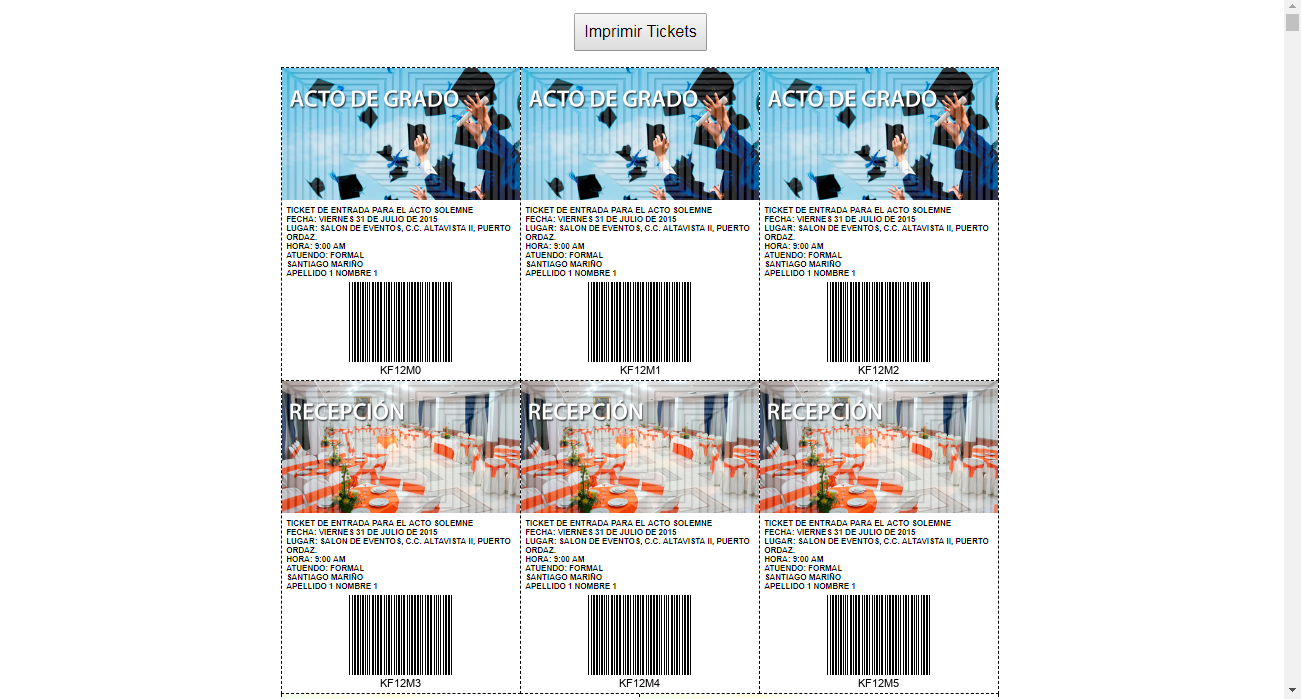 Imprimir Tickets
ACTO DE GRADO
TICKET DE ENTRADA PARA EL ACTO SOLEMNE
FECHA: VIERNES 31 DE JULIO DE 2015
LUGAR: SALON DE EVENTOS, C.C. ALTAVISTA II, PUERTO
ORDAZ.
HORA: 9:00 AM
ATUENDO: FORMAL
SANTIAGO MARIÑO
APELLIDO 1 NOMBRE 1
KF12M0
ACTO DE GRADO
TICKET DE ENTRADA PARA EL ACTO SOLEMNE
FECHA: VIERNES 31 DE JULIO DE 2015
LUGAR: SALON DE EVENTOS, C.C. ALTAVISTA II, PUERTO
ORDAZ.
HORA: 9:00 AM
ATUENDO: FORMAL
SANTIAGO MARIÑO
APELLIDO 1 NOMBRE 1
KF12M1
ACTO DE GRADO
TICKET DE ENTRADA PARA EL ACTO SOLEMNE
FECHA: VIERNES 31 DE JULIO DE 2015
LUGAR: SALON DE EVENTOS, C.C. ALTAVISTA II, PUERTO
ORDAZ.
HORA: 9:00 AM
ATUENDO: FORMAL
SANTIAGO MARIÑO
APELLIDO 1 NOMBRE 1
KF12M2
RECEPCIÓN
TICKET DE ENTRADA PARA EL ACTO SOLEMNE
FECHA: VIERNES 31 DE JULIO DE 2015
LUGAR: SALON DE EVENTOS, C.C. ALTAVISTA II, PUERTO
ORDAZ.
HORA: 9:00 AM
ATUENDO: FORMAL
SANTIAGO MARIÑO
APELLIDO 1 NOMBRE 1
KF12M3
RECEPCIÓN
TICKET DE ENTRADA PARA EL ACTO SOLEMNE
FECHA: VIERNES 31 DE JULIO DE 2015
LUGAR: SALON DE EVENTOS, C.C. ALTAVISTA II, PUERTO
ORDAZ.
HORA: 9:00 AM
ATUENDO: FORMAL
SANTIAGO MARIÑO
APELLIDO 1 NOMBRE 1
KF12M4
RECEPCIÓN
TICKET DE ENTRADA PARA EL ACTO SOLEMNE
FECHA: VIERNES 31 DE JULIO DE 2015
LUGAR: SALON DE EVENTOS, C.C. ALTAVISTA II, PUERTO
ORDAZ.
HORA: 9:00 AM
ATUENDO: FORMAL
SANTIAGO MARIÑO
APELLIDO 1 NOMBRE 1
KF12M5